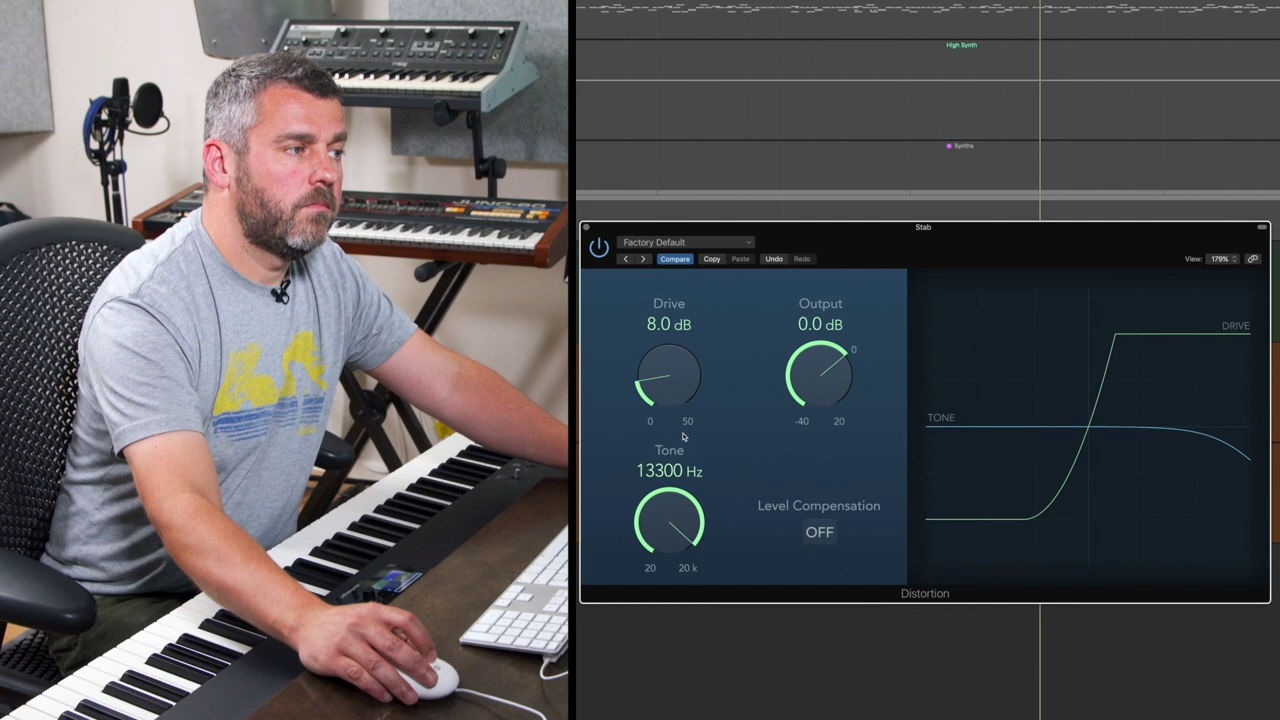 moog
JUNO-60
High Synth
Synths
Stab
Factory Default
Compare
Copy
Paste
Undo
Redo
View:
179%
Drive
8.0 dB
0
50
Output
0.0 dB
0
-40
20
Tone
13300 Hz
20
20 k
Level Compensation
OFF
DRIVE
TONE
Distortion